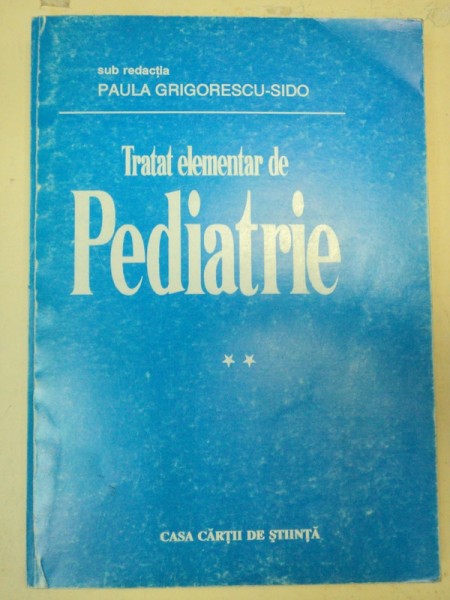 sub redacția
PAULA GRIGORESCU-SIDO
Tratat elementar de
Pediatrie
★★
CASA CĂRȚII DE ȘTIINȚĂ